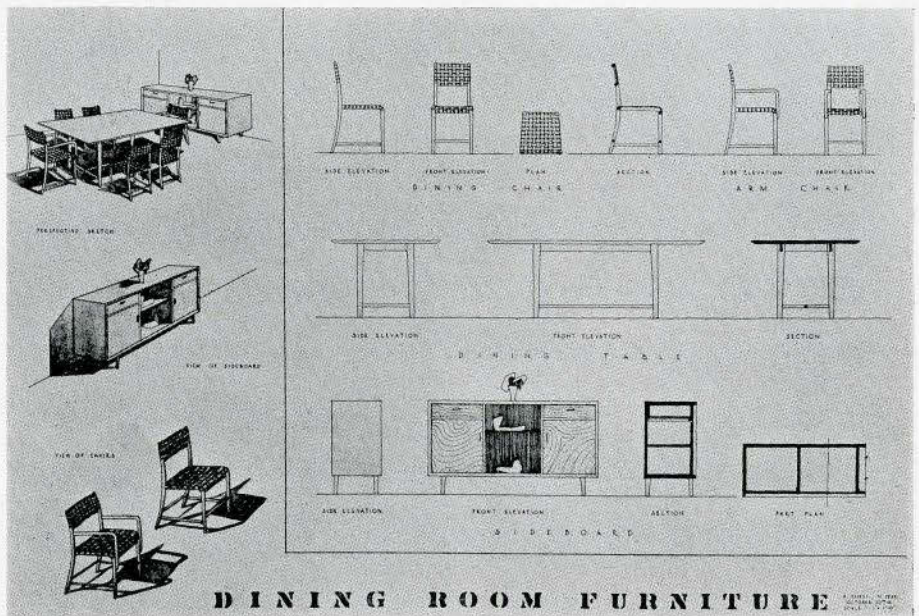 PERSPECTIVE SKETCH
VIEW OF SIDEBOARD
VIEW OF CHAIRS
SIDE ELEVATION FRONT ELEVATION PLAN SECTION SIDE ELEVATION FRONT ELEVATION
DINING CHAIR ARM CHAIR
SIDE ELEVATION FRONT ELEVATION SECTION
DINING TABLE
SIDE ELEVATION FRONT ELEVATION SECTION PART PLAN
SIDEBOARD
DINING ROOM FURNITURE